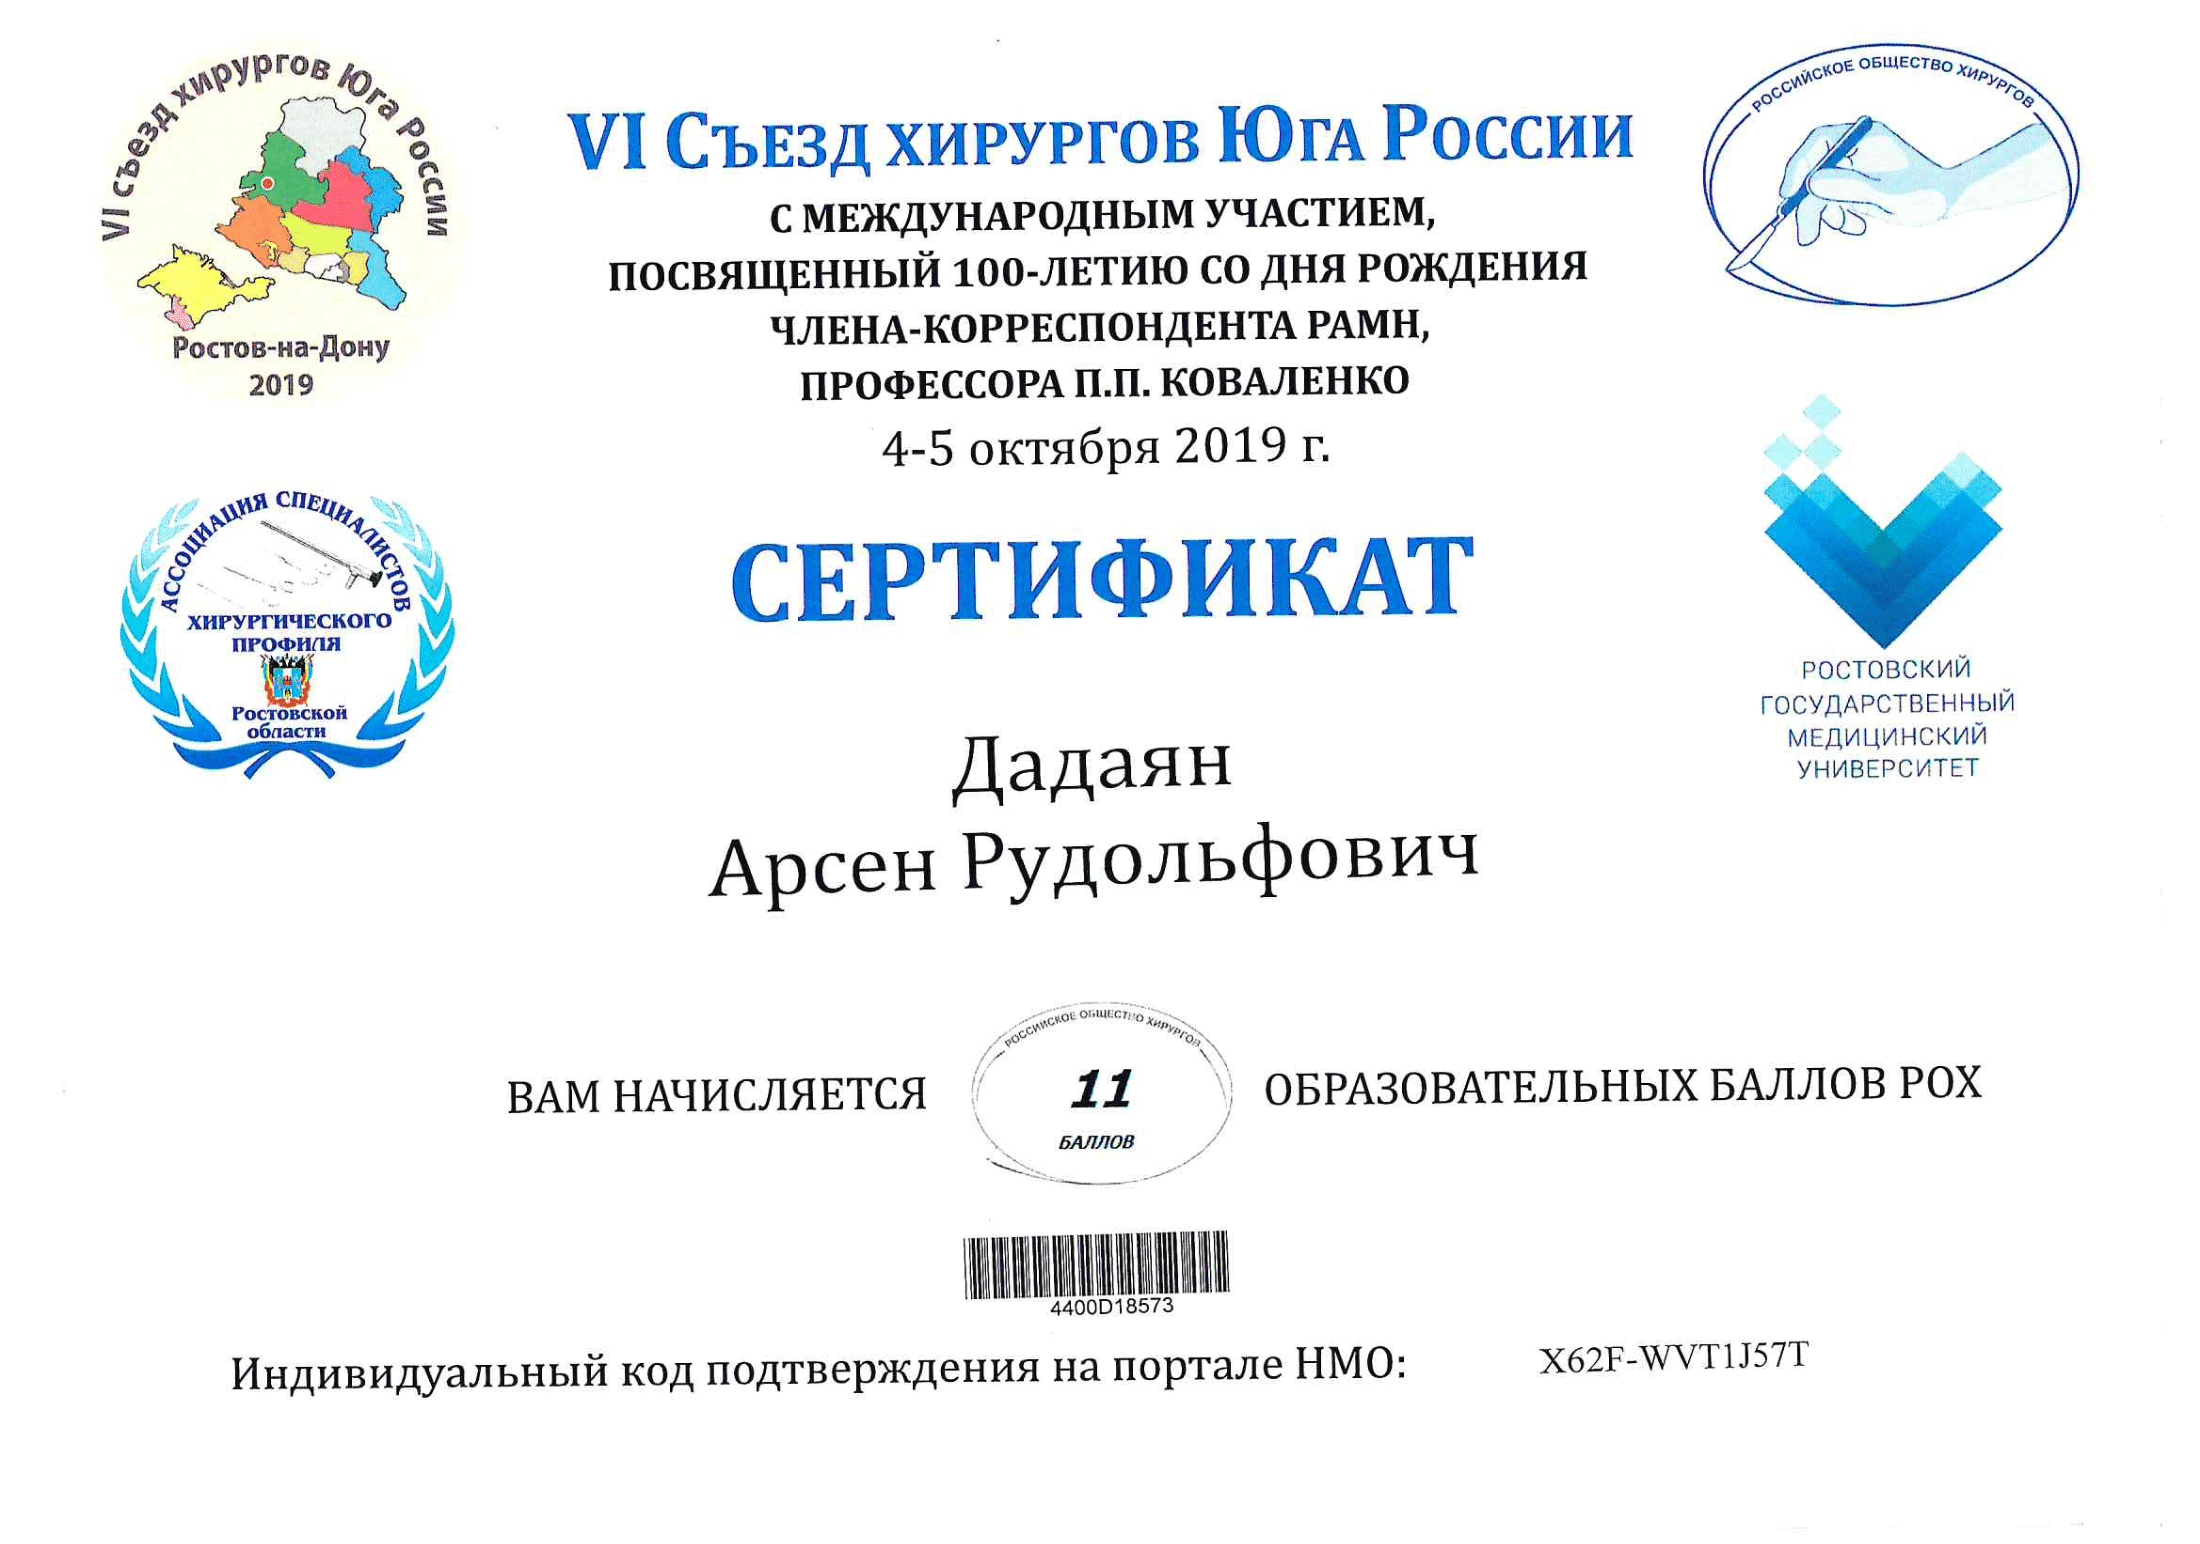 VI съезд хирургов Юга России
Ростов-на-Дону
2019
VI Съезд хирургов Юга России
С МЕЖДУНАРОДНЫМ УЧАСТИЕМ,
ПОСВЯЩЕННЫЙ 100-ЛЕТИЮ СО ДНЯ РОЖДЕНИЯ
ЧЛЕНА-КОРРЕСПОНДЕНТА РАМН,
ПРОФЕССОРА П.П. КОВАЛЕНКО
4-5 октября 2019 г.
РОССИЙСКОЕ ОБЩЕСТВО ХИРУРГОВ
АССОЦИАЦИЯ СПЕЦИАЛИСТОВ
ХИРУРГИЧЕСКОГО
ПРОФИЛЯ
Ростовской
области
СЕРТИФИКАТ
РОСТОВСКИЙ
ГОСУДАРСТВЕННЫЙ
МЕДИЦИНСКИЙ
УНИВЕРСИТЕТ
Дадаян
Арсен Рудольфович
ВАМ НАЧИСЛЯЕТСЯ
РОССИЙСКОЕ ОБЩЕСТВО ХИРУРГОВ
11
БАЛЛОВ
ОБРАЗОВАТЕЛЬНЫХ БАЛЛОВ РОХ
4400D18573
Индивидуальный код подтверждения на портале НМО: X62F-WVT1J57T